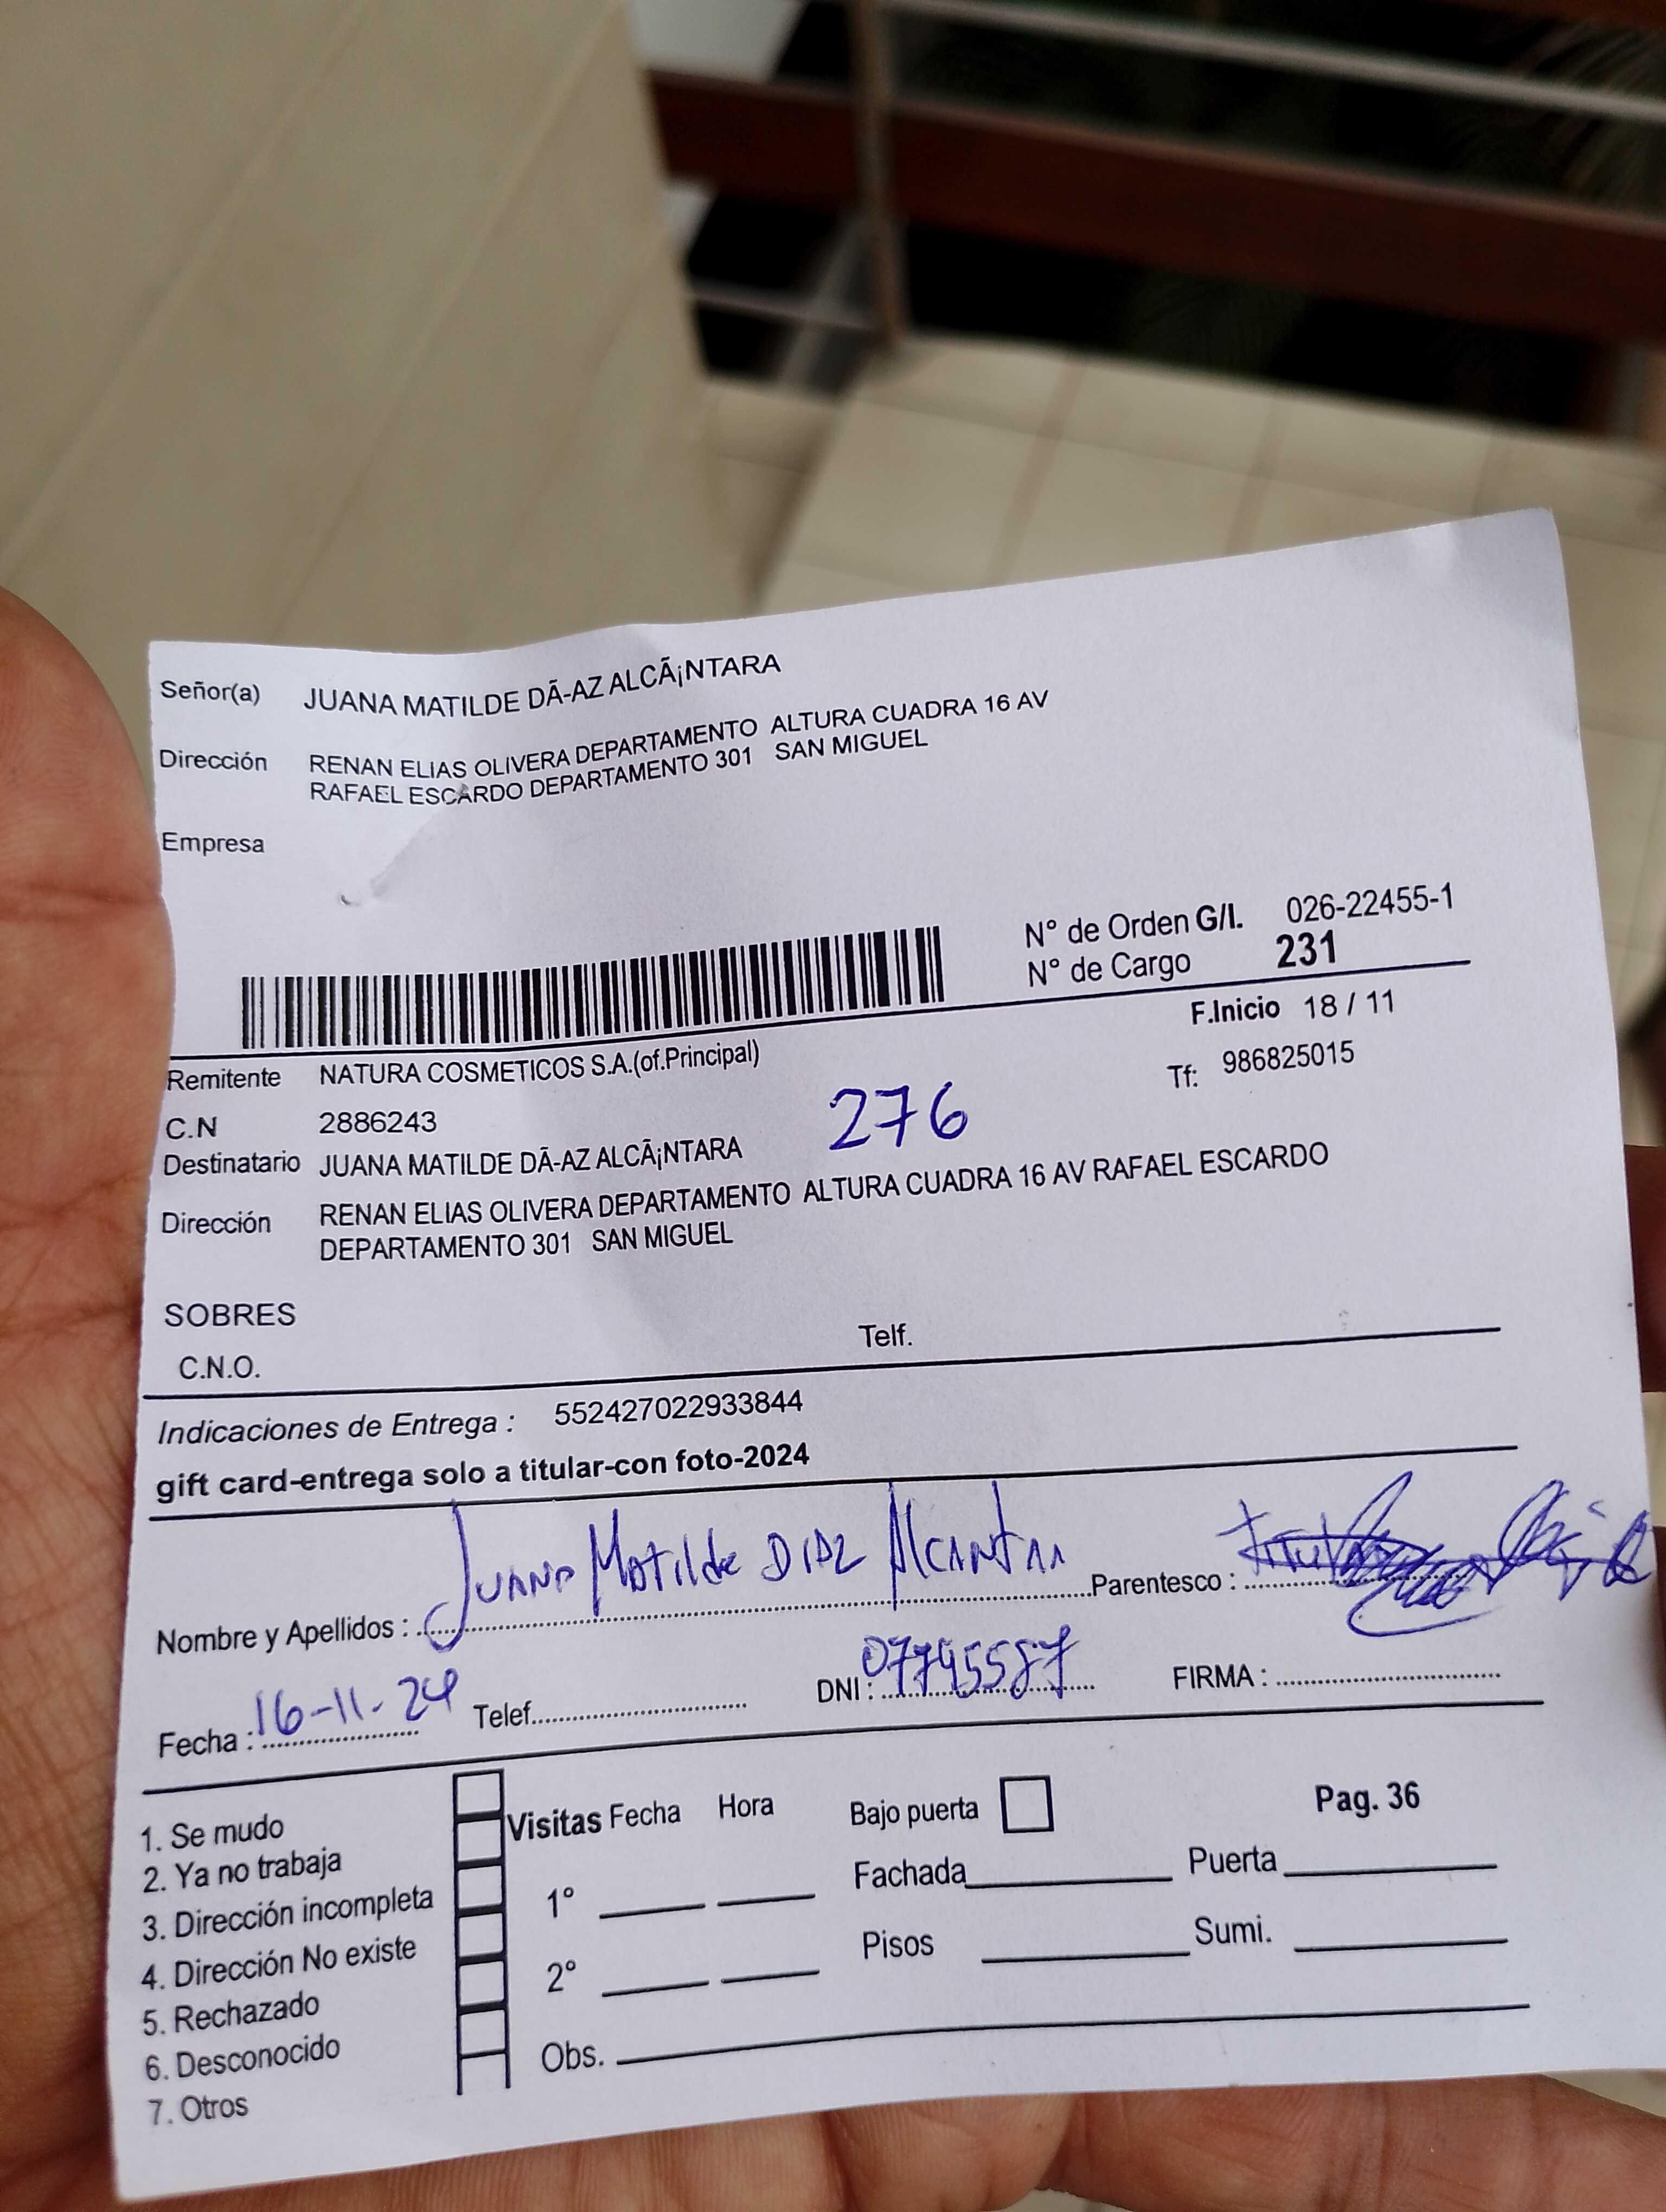 Señor(a) JUANA MATILDE DÃ-AZ ALCÃ¡NTARA
Dirección RENAN ELIAS OLIVERA DEPARTAMENTO ALTURA CUADRA 16 AV
RAFAEL ESCARDO DEPARTAMENTO 301 SAN MIGUEL
Empresa
N° de Orden G/I. 026-22455-1
N° de Cargo 231
F.Inicio 18 / 11
Remitente NATURA COSMETICOS S.A.(of.Principal)
Tf: 986825015
C.N 2886243
276
Destinatario JUANA MATILDE DÃ-AZ ALCÃ¡NTARA
Dirección RENAN ELIAS OLIVERA DEPARTAMENTO ALTURA CUADRA 16 AV RAFAEL ESCARDO
DEPARTAMENTO 301 SAN MIGUEL
SOBRES
Telf.
C.N.O.
Indicaciones de Entrega : 552427022933844
gift card-entrega solo a titular-con foto-2024
Nombre y Apellidos : Juana Matilde DIAZ Alcantara Parentesco :
Fecha : 16-11-24 Telef. DNI : 07745587 FIRMA :
1. Se mudo
2. Ya no trabaja
3. Dirección incompleta
4. Dirección No existe
5. Rechazado
6. Desconocido
7. Otros
Visitas Fecha Hora
1°
2°
Obs.
Bajo puerta
Pag. 36
Fachada Puerta
Pisos Sumi.